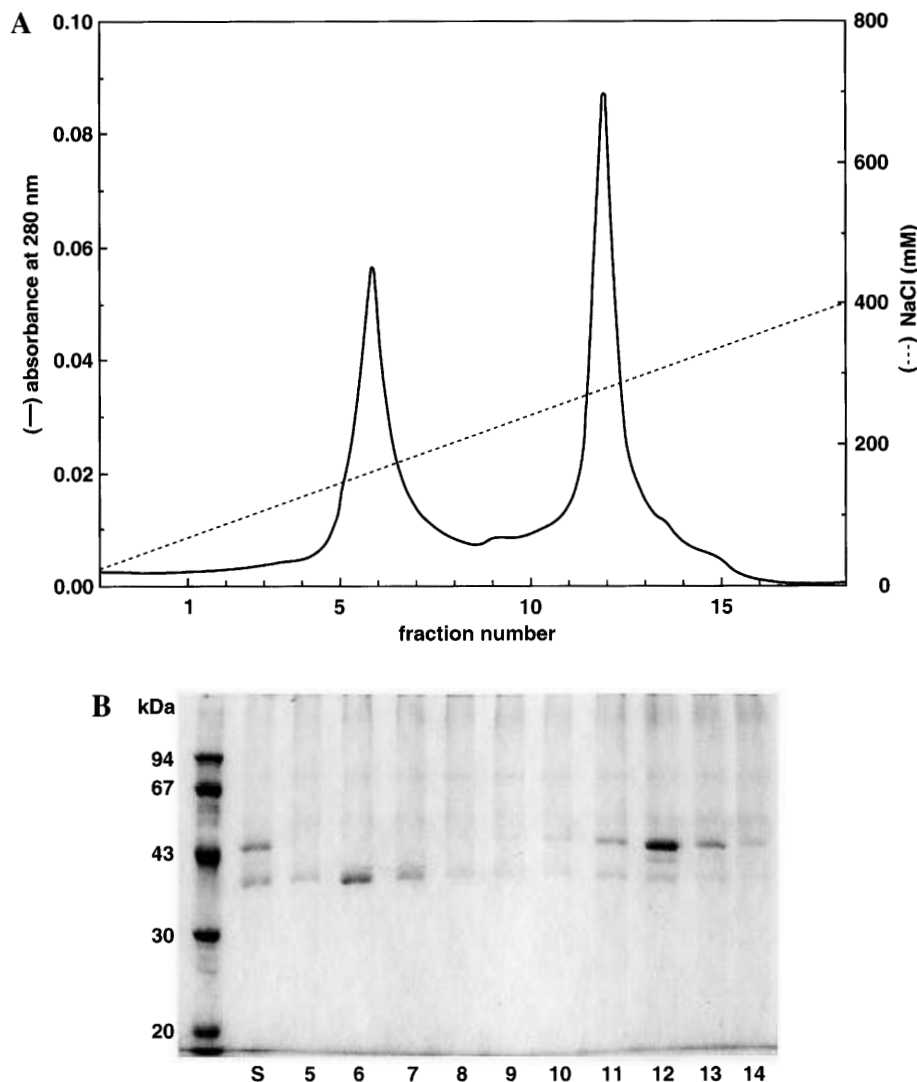 A
0.10
0.08
0.06
0.04
0.02
0.00
(—) absorbance at 280 nm
800
600
400
200
0
(---) NaCl (mM)
1 5 10 15
fraction number
B
kDa
94
67
43
30
20
S 5 6 7 8 9 10 11 12 13 14